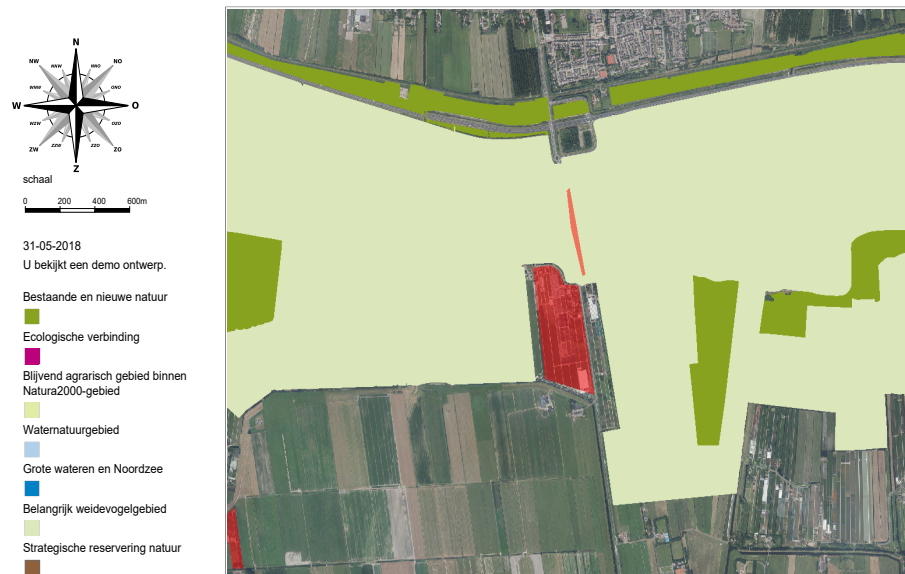 N
NNW
NNO
NW
NO
WNW
ONO
W
O
WZW
OZO
ZW
ZO
ZZW
ZZO
Z
schaal
0 200 400 600m
31-05-2018
U bekijkt een demo ontwerp.
Bestaande en nieuwe natuur
Ecologische verbinding
Blijvend agrarisch gebied binnen
Natura2000-gebied
Waternatuurgebied
Grote wateren en Noordzee
Belangrijk weidevogelgebied
Strategische reservering natuur